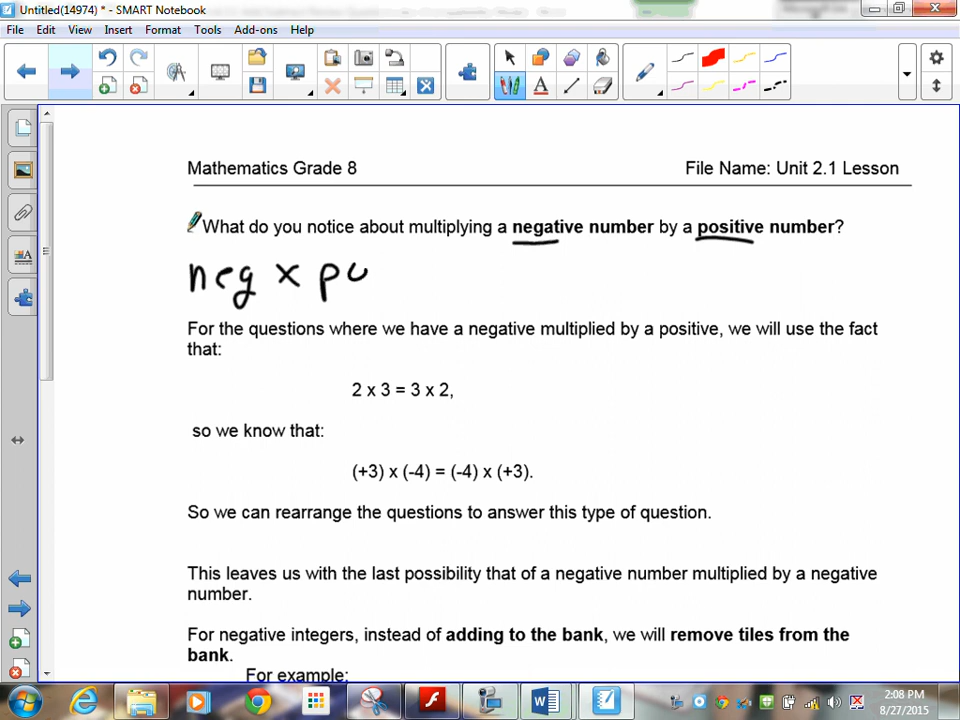 Untitled(14974) * - SMART Notebook
File Edit View Insert Format Tools Add-ons Help
Mathematics Grade 8 File Name: Unit 2.1 Lesson
What do you notice about multiplying a negative number by a positive number?
neg x po
For the questions where we have a negative multiplied by a positive, we will use the fact
that:
2 x 3 = 3 x 2,
so we know that:
(+3) x (-4) = (-4) x (+3).
So we can rearrange the questions to answer this type of question.
This leaves us with the last possibility that of a negative number multiplied by a negative
number.
For negative integers, instead of adding to the bank, we will remove tiles from the
bank.
For example:
2:08 PM
8/27/2015